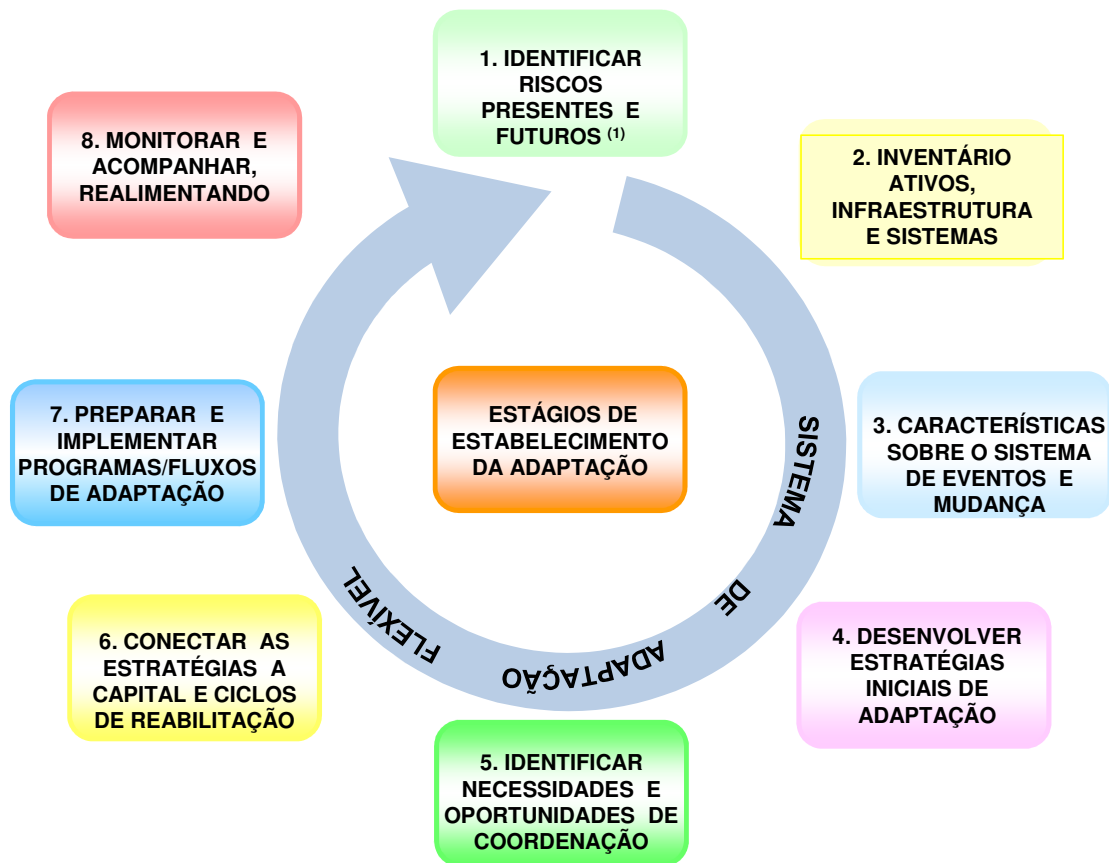 1. IDENTIFICAR
RISCOS
PRESENTES E
FUTUROS (1)
2. INVENTÁRIO
ATIVOS,
INFRAESTRUTURA
E SISTEMAS
3. CARACTERÍSTICAS
SOBRE O SISTEMA
DE EVENTOS E
MUDANÇA
4. DESENVOLVER
ESTRATÉGIAS
INICIAIS DE
ADAPTAÇÃO
5. IDENTIFICAR
NECESSIDADES E
OPORTUNIDADES DE
COORDENAÇÃO
6. CONECTAR AS
ESTRATÉGIAS A
CAPITAL E CICLOS
DE REABILITAÇÃO
7. PREPARAR E
IMPLEMENTAR
PROGRAMAS/FLUXOS
DE ADAPTAÇÃO
8. MONITORAR E
ACOMPANHAR,
REALIMENTANDO
ESTÁGIOS DE
ESTABELECIMENTO
DA ADAPTAÇÃO
SISTEMA DE ADAPTAÇÃO FLEXÍVEL